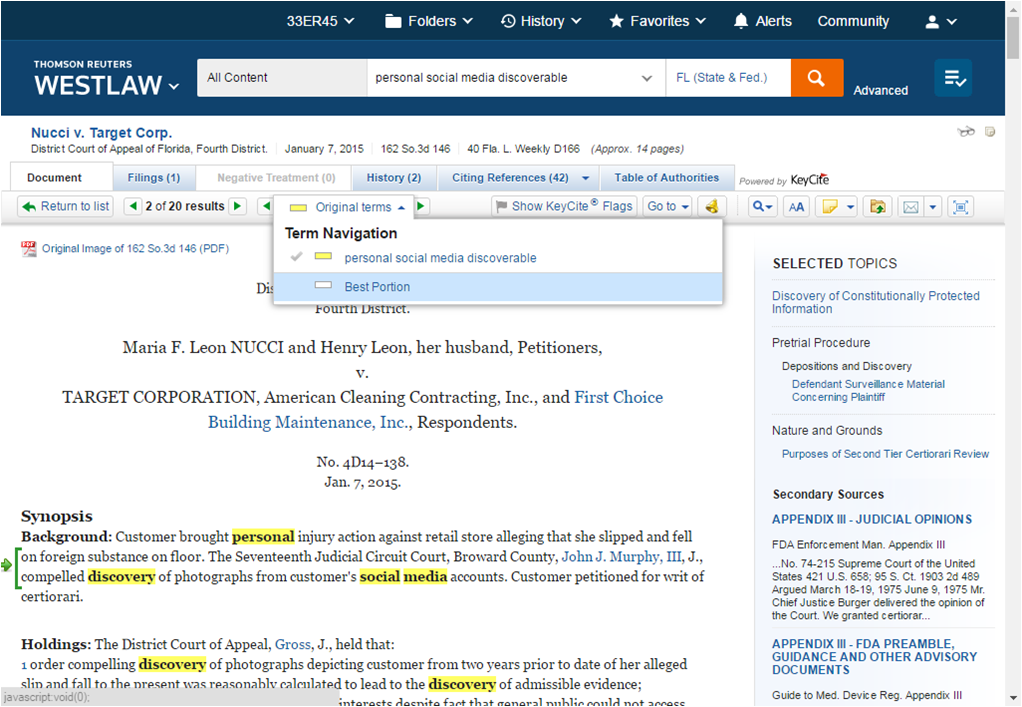 33ER45 Folders History Favorites Alerts Community
THOMSON REUTERS
WESTLAW
All Content personal social media discoverable FL (State & Fed.) Advanced
Nucci v. Target Corp.
District Court of Appeal of Florida, Fourth District. January 7, 2015 162 So.3d 146 40 Fla. L. Weekly D166 (Approx. 14 pages)
Document Filings (1) Negative Treatment (0) History (2) Citing References (42) Table of Authorities Powered by KeyCite
Return to list 2 of 20 results Original terms Show KeyCite® Flags Go to AA
Term Navigation
personal social media discoverable
Best Portion
PDF Original Image of 162 So.3d 146 (PDF)
Fourth District.
Maria F. Leon NUCCI and Henry Leon, her husband, Petitioners,
v.
TARGET CORPORATION, American Cleaning Contracting, Inc., and First Choice
Building Maintenance, Inc., Respondents.
No. 4D14–138.
Jan. 7, 2015.
Synopsis
Background: Customer brought personal injury action against retail store alleging that she slipped and fell
on foreign substance on floor. The Seventeenth Judicial Circuit Court, Broward County, John J. Murphy, III, J.,
compelled discovery of photographs from customer's social media accounts. Customer petitioned for writ of
certiorari.
Holdings: The District Court of Appeal, Gross, J., held that:
1 order compelling discovery of photographs depicting customer from two years prior to date of her alleged
slip and fall to the present was reasonably calculated to lead to the discovery of admissible evidence;
interests despite fact that general public could not access
javascript:void(0);
SELECTED TOPICS
Discovery of Constitutionally Protected
Information
Pretrial Procedure
Depositions and Discovery
Defendant Surveillance Material
Concerning Plaintiff
Nature and Grounds
Purposes of Second Tier Certiorari Review
Secondary Sources
APPENDIX III - JUDICIAL OPINIONS
FDA Enforcement Man. Appendix III
...No. 74-215 Supreme Court of the United
States 421 U.S. 658; 95 S. Ct. 1903 2d 489
Argued March 18-19, 1975 June 9, 1975 Mr.
Chief Justice Burger delivered the opinion of
the Court. We granted certiorar...
APPENDIX III - FDA PREAMBLE,
GUIDANCE AND OTHER ADVISORY
DOCUMENTS
Guide to Med. Device Reg. Appendix III